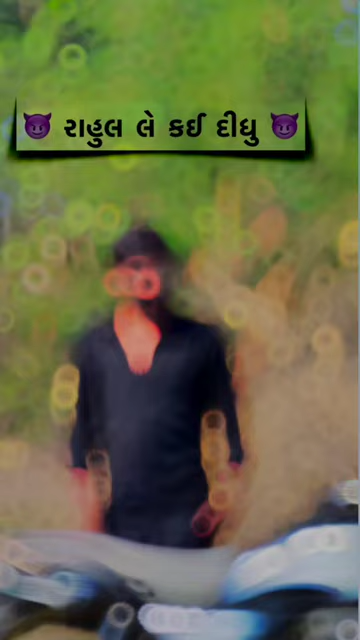 😈 રાહુલ લે કઈ દીધુ 😈